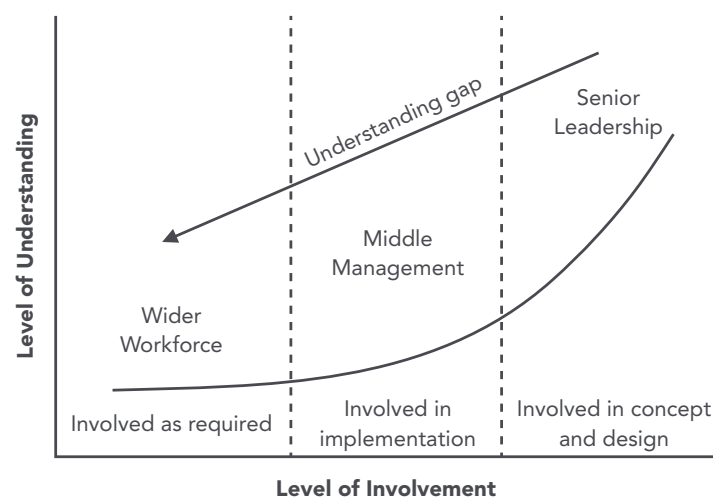 Level of Understanding
Understanding gap
Senior
Leadership
Middle
Management
Wider
Workforce
Involved as required
Involved in
implementation
Involved in concept
and design
Level of Involvement